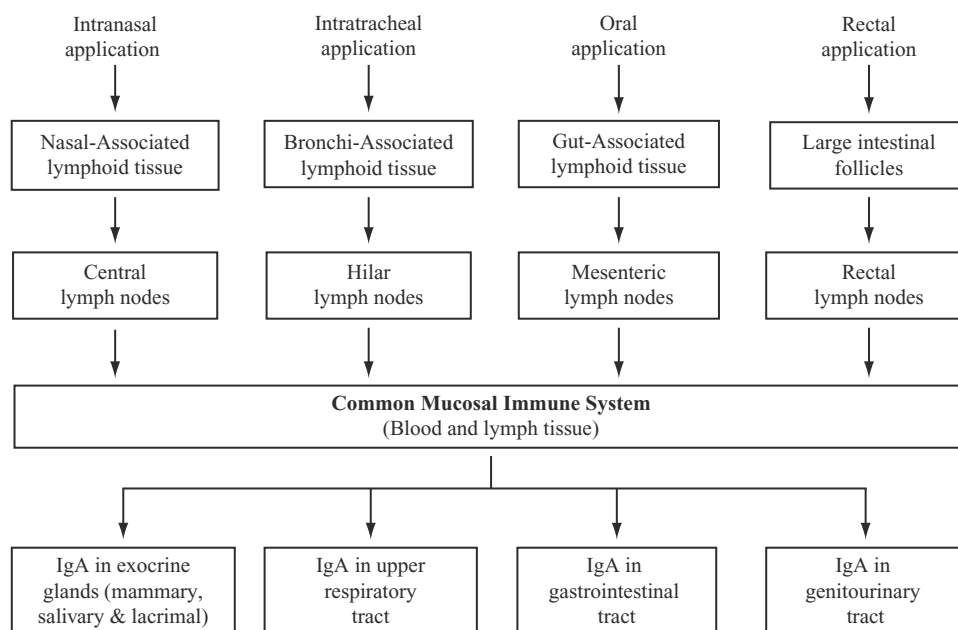 Intranasal
application
Intratracheal
application
Oral
application
Rectal
application
Nasal-Associated
lymphoid tissue
Bronchi-Associated
lymphoid tissue
Gut-Associated
lymphoid tissue
Large intestinal
follicles
Central
lymph nodes
Hilar
lymph nodes
Mesenteric
lymph nodes
Rectal
lymph nodes
Common Mucosal Immune System
(Blood and lymph tissue)
IgA in exocrine
glands (mammary,
salivary & lacrimal)
IgA in upper
respiratory
tract
IgA in
gastrointestinal
tract
IgA in
genitourinary
tract